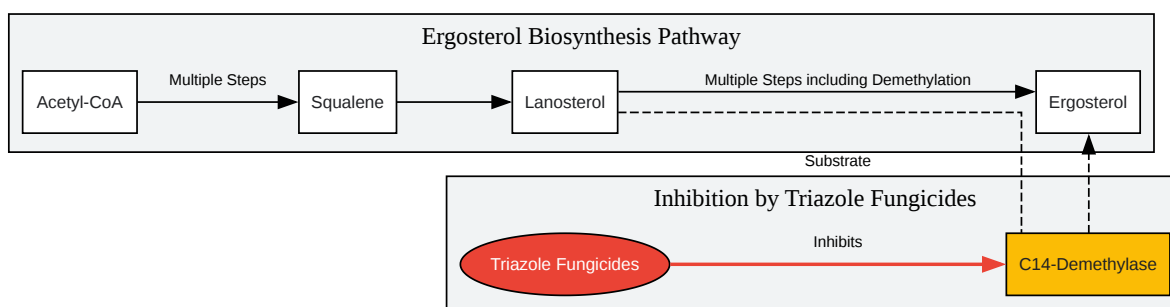 Ergosterol Biosynthesis Pathway
Acetyl-CoA
Multiple Steps
Squalene
Lanosterol
Multiple Steps including Demethylation
Ergosterol
Substrate
Inhibition by Triazole Fungicides
Triazole Fungicides
Inhibits
C14-Demethylase